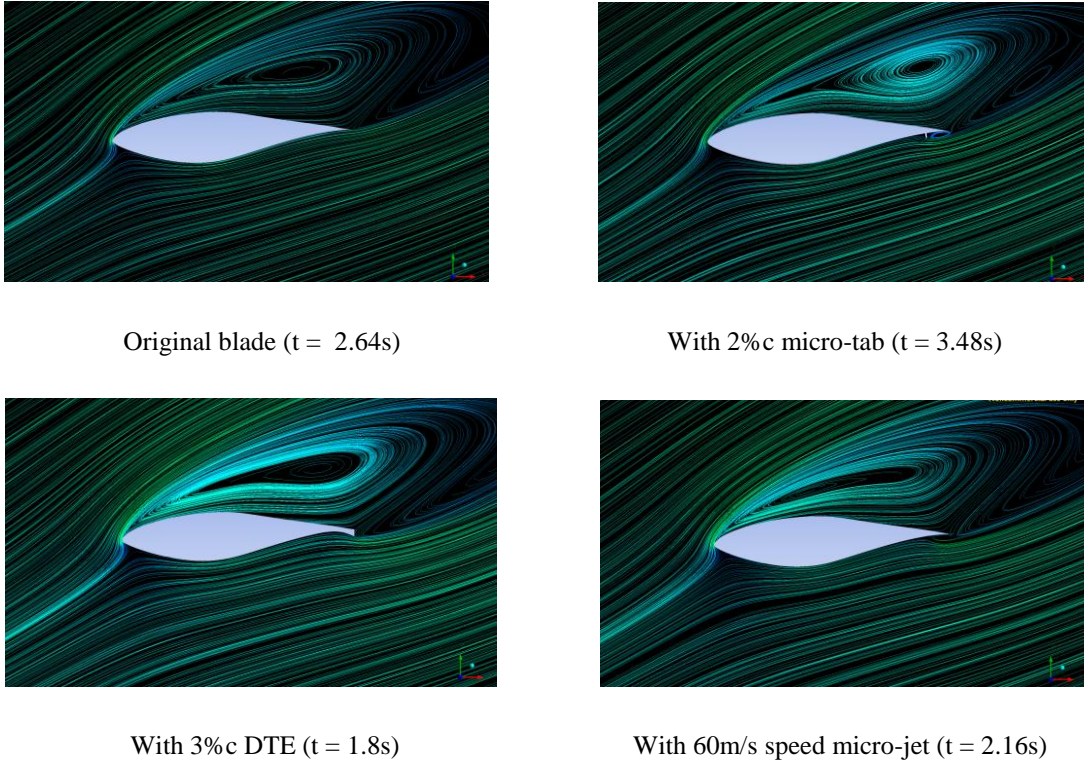 Original blade (t = 2.64s)
With 2%c micro-tab (t = 3.48s)
With 3%c DTE (t = 1.8s)
With 60m/s speed micro-jet (t = 2.16s)